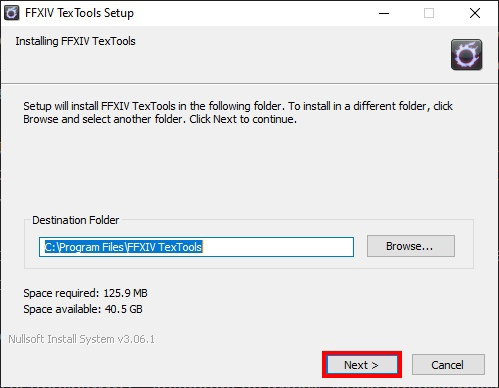 FFXIV TexTools Setup
Installing FFXIV TexTools
Setup will install FFXIV TexTools in the following folder. To install in a different folder, click
Browse and select another folder. Click Next to continue.
Destination Folder
C:\Program Files\FFXIV TexTools
Browse...
Space required: 125.9 MB
Space available: 40.5 GB
Nullsoft Install System v3.06.1
Next >
Cancel